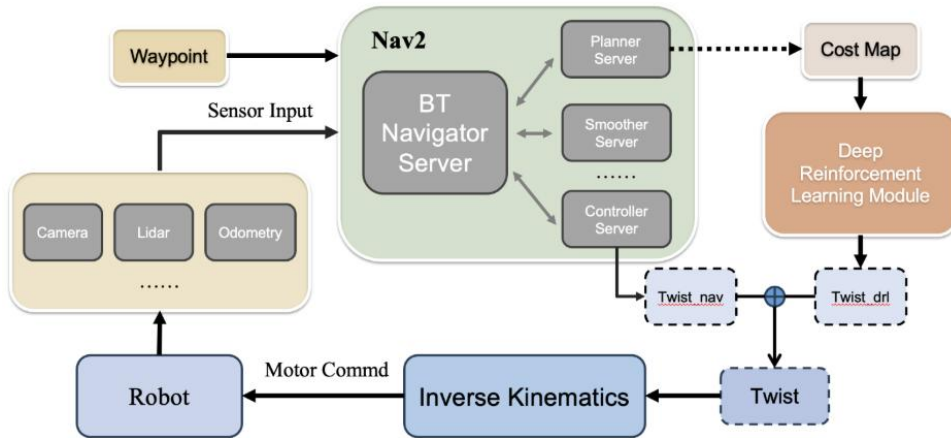 Nav2
Waypoint
Planner
Server
Cost Map
Sensor Input
BT
Navigator
Server
Smoother
Server
......
Deep
Reinforcement
Learning Module
Camera
Lidar
Odometry
......
Controller
Server
Twist_nav
Twist_drl
Robot
Motor Commd
Inverse Kinematics
Twist